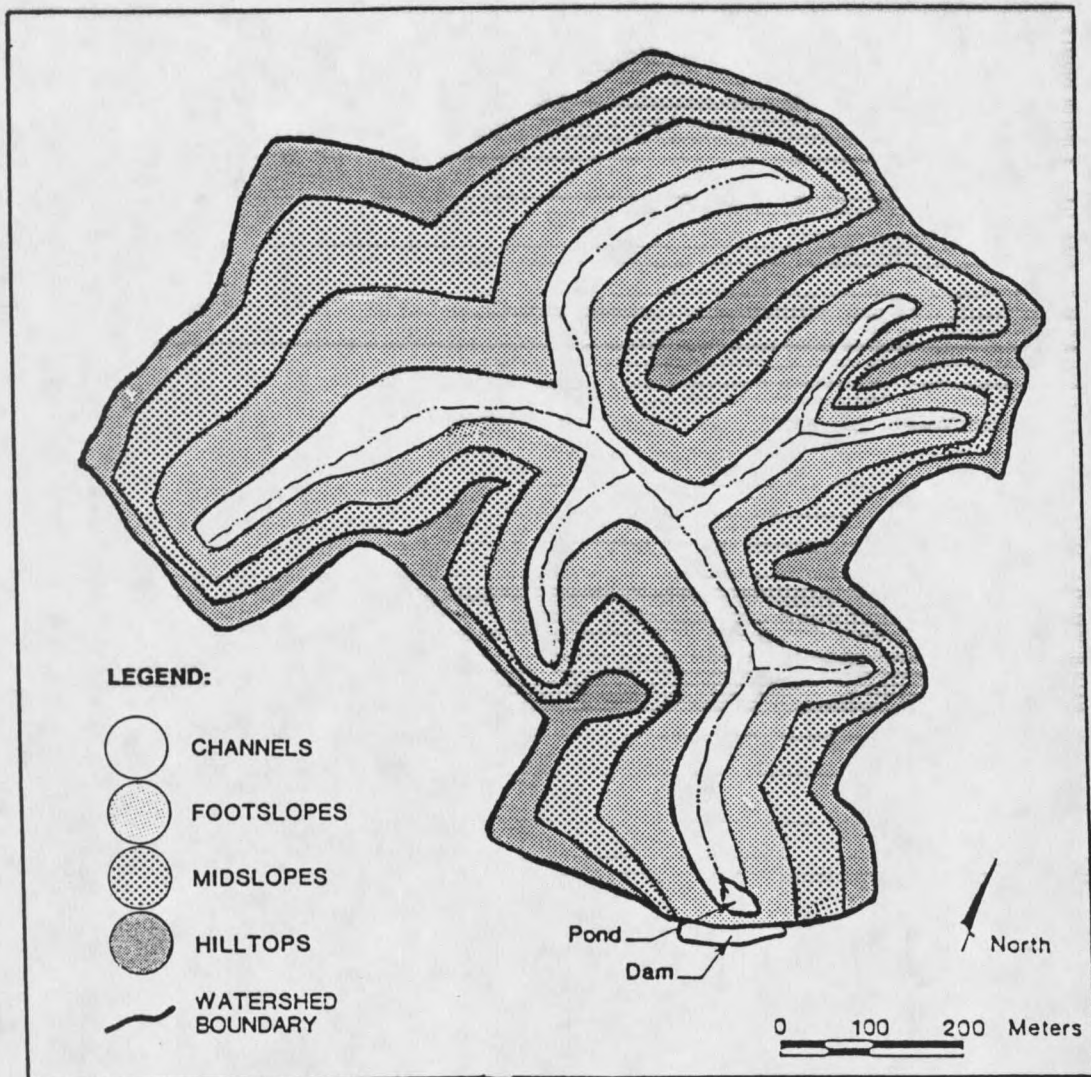 LEGEND:
CHANNELS
FOOTSLOPES
MIDSLOPES
HILLTOPS
WATERSHED
BOUNDARY
Pond
Dam
North
0 100 200 Meters